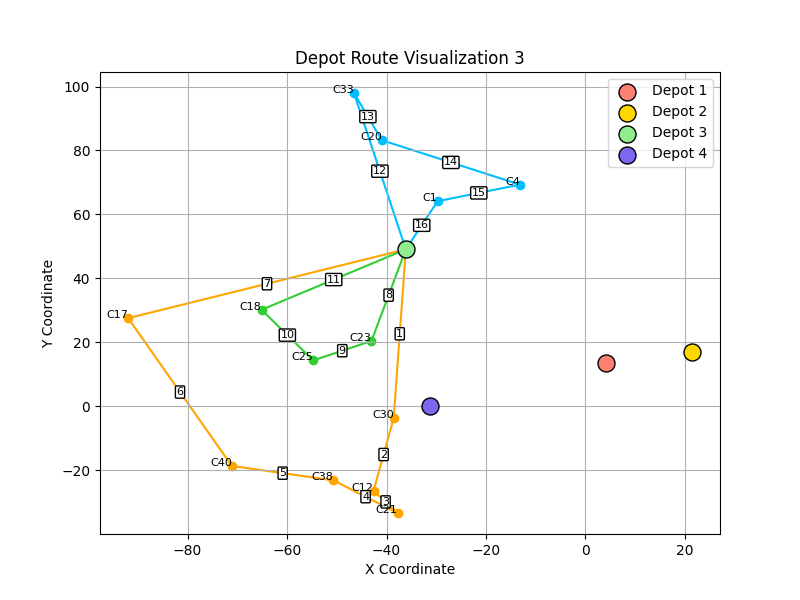 Depot Route Visualization 3
Depot 1
Depot 2
Depot 3
Depot 4
C33
13
C20
14
12
C4
15
C1
16
7
11
8
C17
C18
10
1
C23
9
C25
6
C30
2
C40
5
C38
C12
4
3
C21
100
80
60
40
20
0
−20
−80
−60
−40
−20
0
20
X Coordinate
Y Coordinate